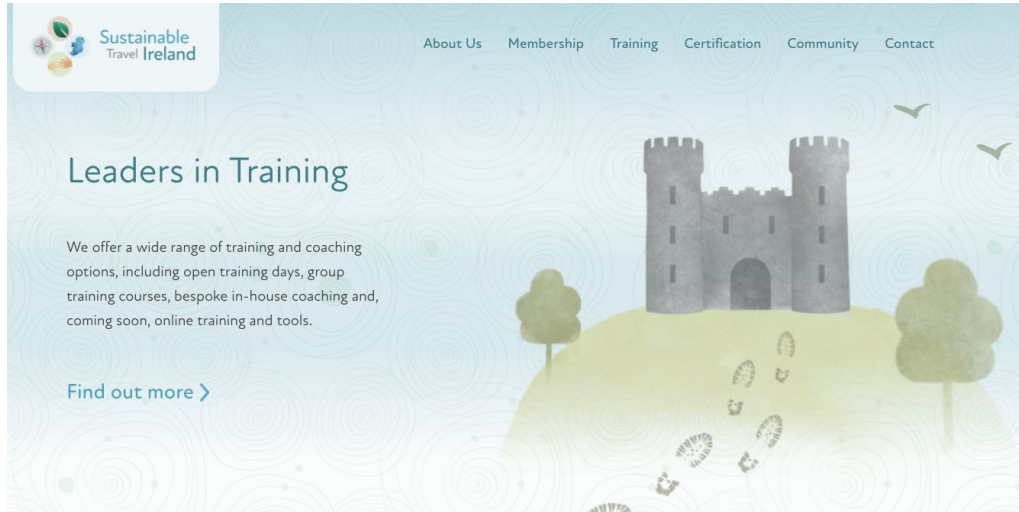 Sustainable
Travel Ireland
About Us Membership Training Certification Community Contact
Leaders in Training
We offer a wide range of training and coaching
options, including open training days, group
training courses, bespoke in-house coaching and,
coming soon, online training and tools.
Find out more